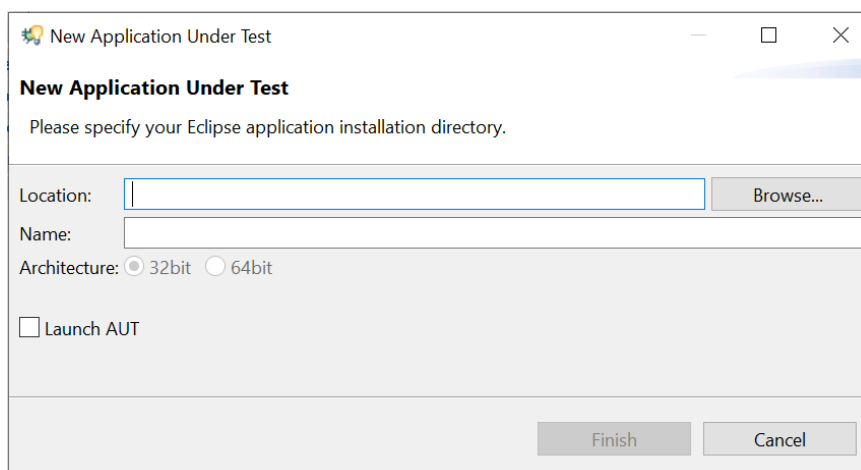 New Application Under Test
New Application Under Test
Please specify your Eclipse application installation directory.
Location:
Browse...
Name:
Architecture: 32bit 64bit
Launch AUT
Finish Cancel